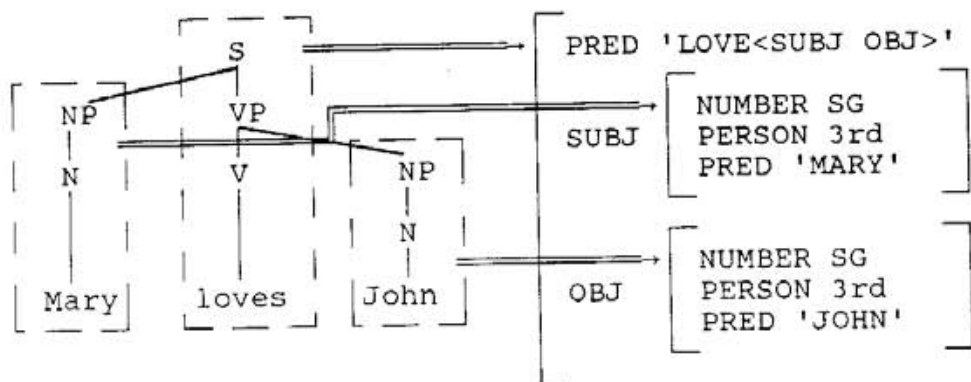 S
NP
VP
N
V
NP
N
Mary
loves
John
PRED 'LOVE<SUBJ OBJ>'
SUBJ
NUMBER SG
PERSON 3rd
PRED 'MARY'
OBJ
NUMBER SG
PERSON 3rd
PRED 'JOHN'